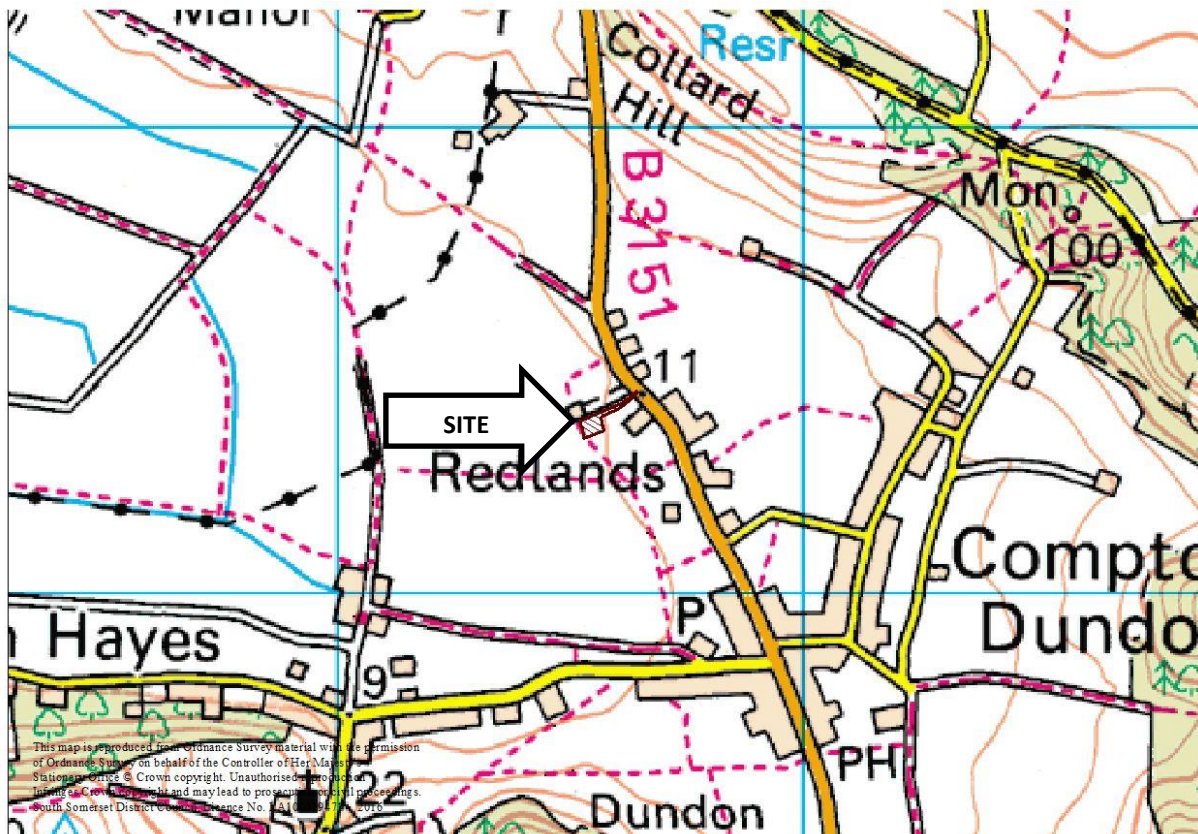 Manor
Collard
Hill
Resr
B 3151
Mon.
100
11
SITE
Redlands
Compto
Dundo
P
Hayes
9
PH
22
Dundon
This map is reproduced from Ordnance Survey material with the permission
of Ordnance Survey on behalf of the Controller of Her Majesty's
Stationery Office © Crown copyright. Unauthorised reproduction
infringes Crown copyright and may lead to prosecution or civil proceedings.
South Somerset District Council, Licence No. 2016